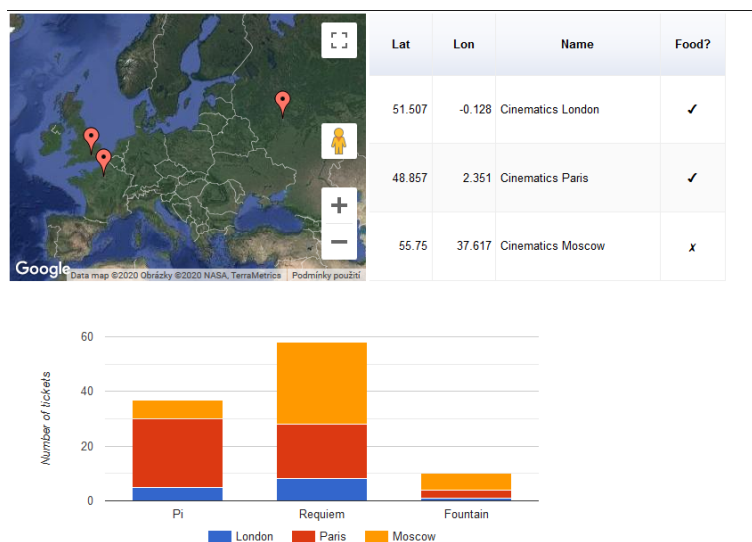 Google
Data map ©2020 Obrázky ©2020 NASA, TerraMetrics Podmínky použití
Lat Lon Name Food?
51.507 -0.128 Cinematics London ✓
48.857 2.351 Cinematics Paris ✓
55.75 37.617 Cinematics Moscow ✗
Number of tickets
60
40
20
0
Pi Requiem Fountain
London Paris Moscow